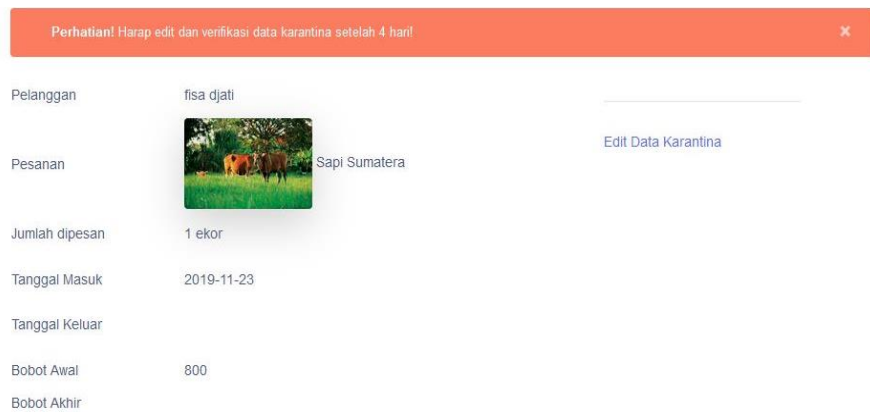 Perhatian! Harap edit dan verifikasi data karantina setelah 4 hari!
×
Pelanggan fisa djati
Edit Data Karantina
Pesanan Sapi Sumatera
Jumlah dipesan 1 ekor
Tanggal Masuk 2019-11-23
Tanggal Keluar
Bobot Awal 800
Bobot Akhir